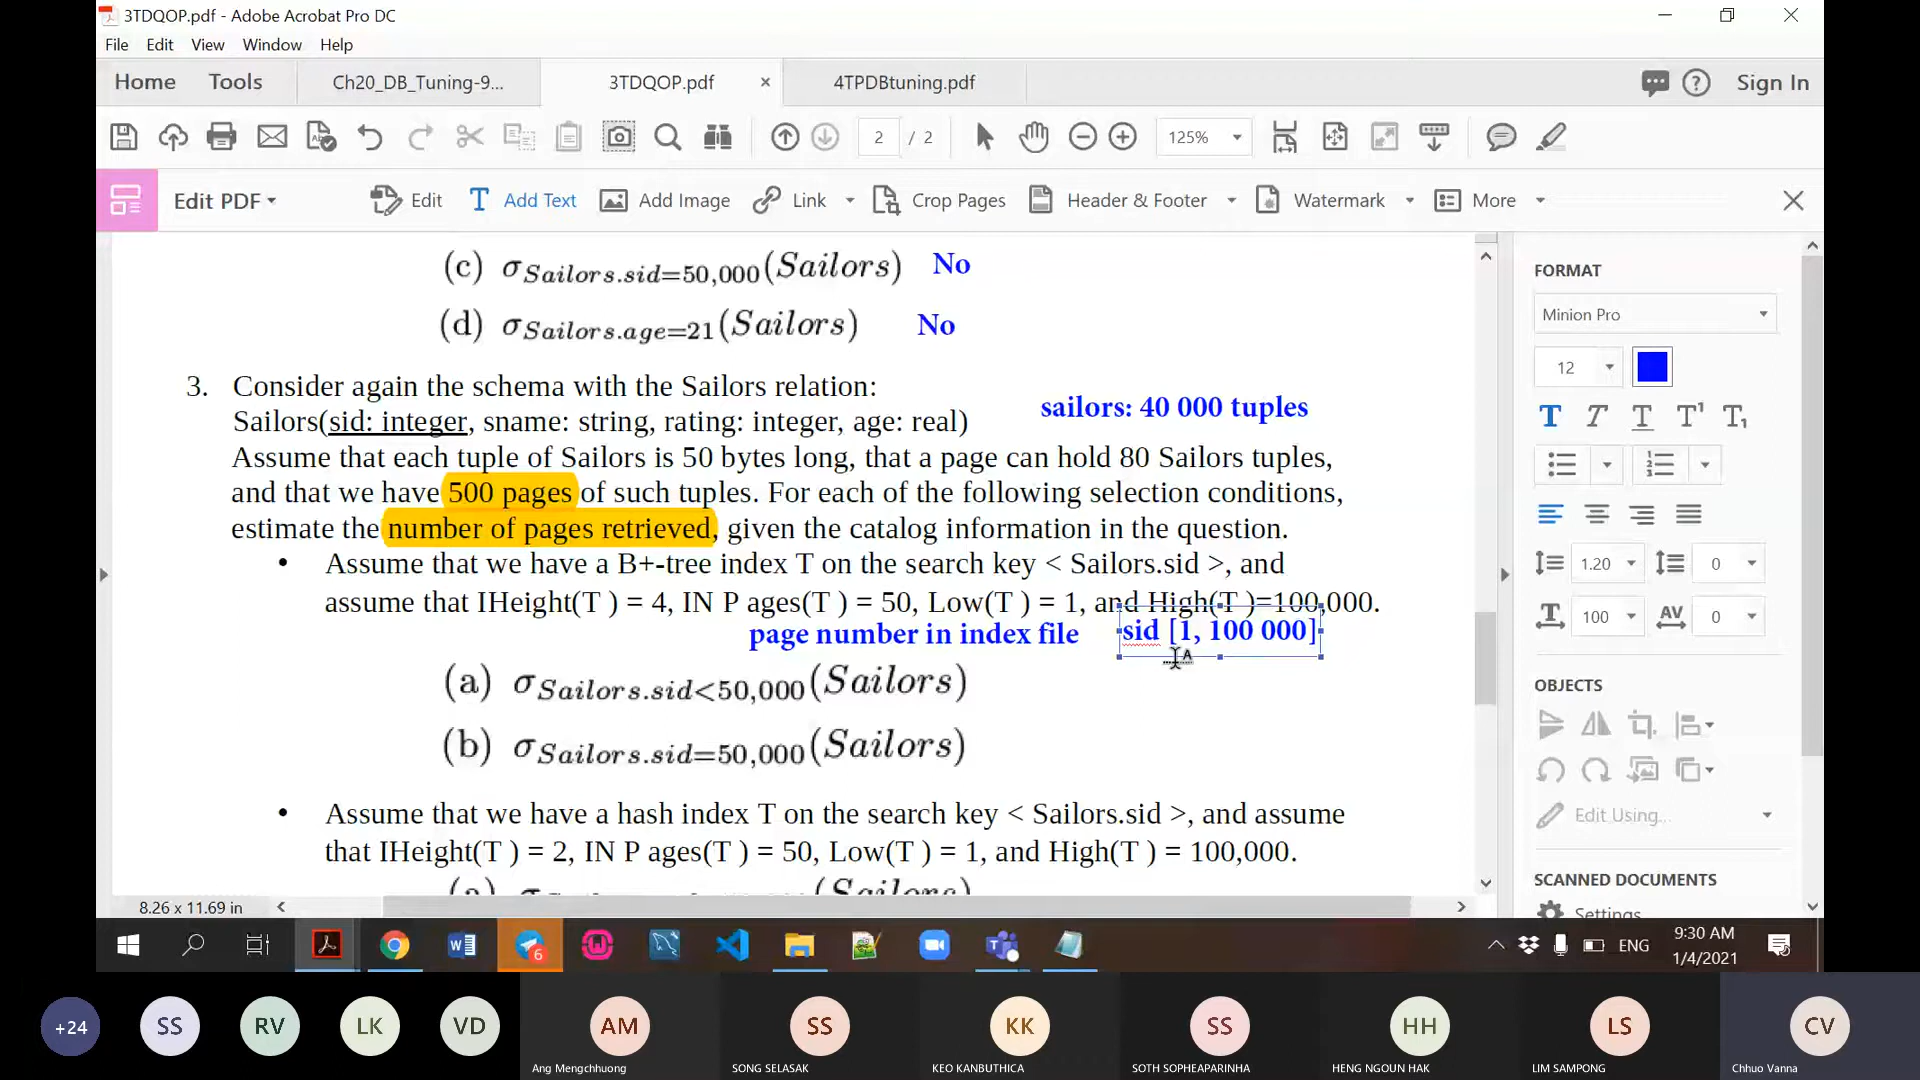 3TDQOP.pdf - Adobe Acrobat Pro DC
File Edit View Window Help
Home Tools Ch20_DB_Tuning-9... 3TDQOP.pdf × 4TPDBtuning.pdf Sign In
2 / 2 125%
Edit PDF Edit Add Text Add Image Link Crop Pages Header & Footer Watermark More
(c) σSailors.sid=50,000(Sailors) No
(d) σSailors.age=21(Sailors) No
3. Consider again the schema with the Sailors relation:
sailors: 40 000 tuples
Sailors(sid: integer, sname: string, rating: integer, age: real)
Assume that each tuple of Sailors is 50 bytes long, that a page can hold 80 Sailors tuples,
and that we have 500 pages of such tuples. For each of the following selection conditions,
estimate the number of pages retrieved, given the catalog information in the question.
• Assume that we have a B+-tree index T on the search key < Sailors.sid >, and
assume that IHeight(T ) = 4, IN P ages(T ) = 50, Low(T ) = 1, and High(T )=100,000.
page number in index file sid [1, 100 000]
(a) σSailors.sid<50,000(Sailors)
(b) σSailors.sid=50,000(Sailors)
• Assume that we have a hash index T on the search key < Sailors.sid >, and assume
that IHeight(T ) = 2, IN P ages(T ) = 50, Low(T ) = 1, and High(T ) = 100,000.
8.26 x 11.69 in
FORMAT
Minion Pro
12
T T T T¹ T₁
1.20 0
100 AV 0
OBJECTS
Edit Using...
SCANNED DOCUMENTS
Settings
6
ENG
9:30 AM
1/4/2021
+24 SS RV LK VD AM SS KK SS HH LS CV
Ang Mengchhuong SONG SELASAK KEO KANBUTHICA SOTH SOPHEAPARINHA HENG NGOUN HAK LIM SAMPONG Chhuo Vanna